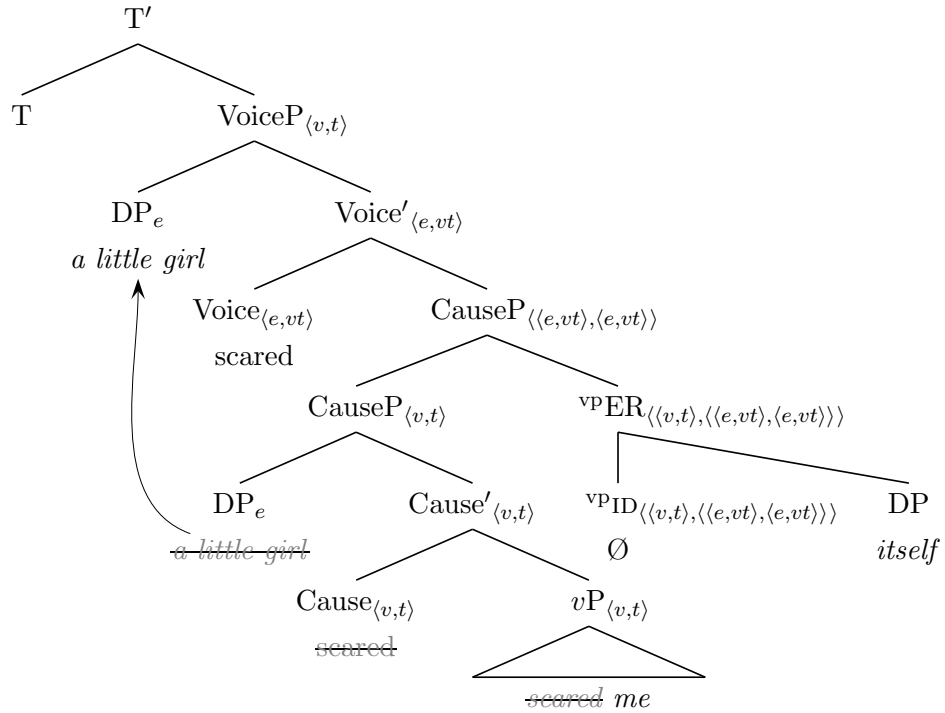 T′
T VoiceP⟨v,t⟩
DPe Voice′⟨e,vt⟩
a little girl
Voice⟨e,vt⟩ CauseP⟨⟨e,vt⟩,⟨e,vt⟩⟩
scared
CauseP⟨v,t⟩ vpER⟨⟨v,t⟩,⟨⟨e,vt⟩,⟨e,vt⟩⟩⟩
DPe Cause′⟨v,t⟩ vpID⟨⟨v,t⟩,⟨⟨e,vt⟩,⟨e,vt⟩⟩⟩ DP
a little girl Ø itself
Cause⟨v,t⟩ vP⟨v,t⟩
scared
scared me